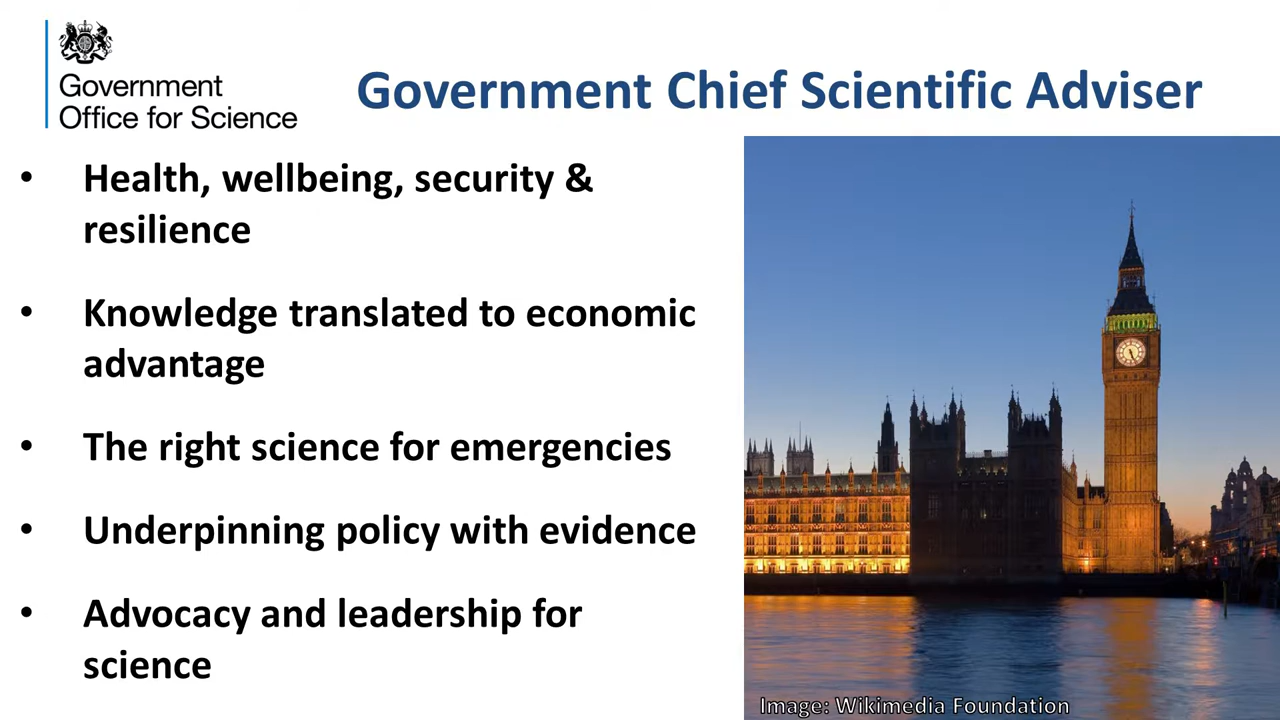 Government
Office for Science
Government Chief Scientific Adviser
• Health, wellbeing, security &
resilience
• Knowledge translated to economic
advantage
• The right science for emergencies
• Underpinning policy with evidence
• Advocacy and leadership for
science
Image: Wikimedia Foundation